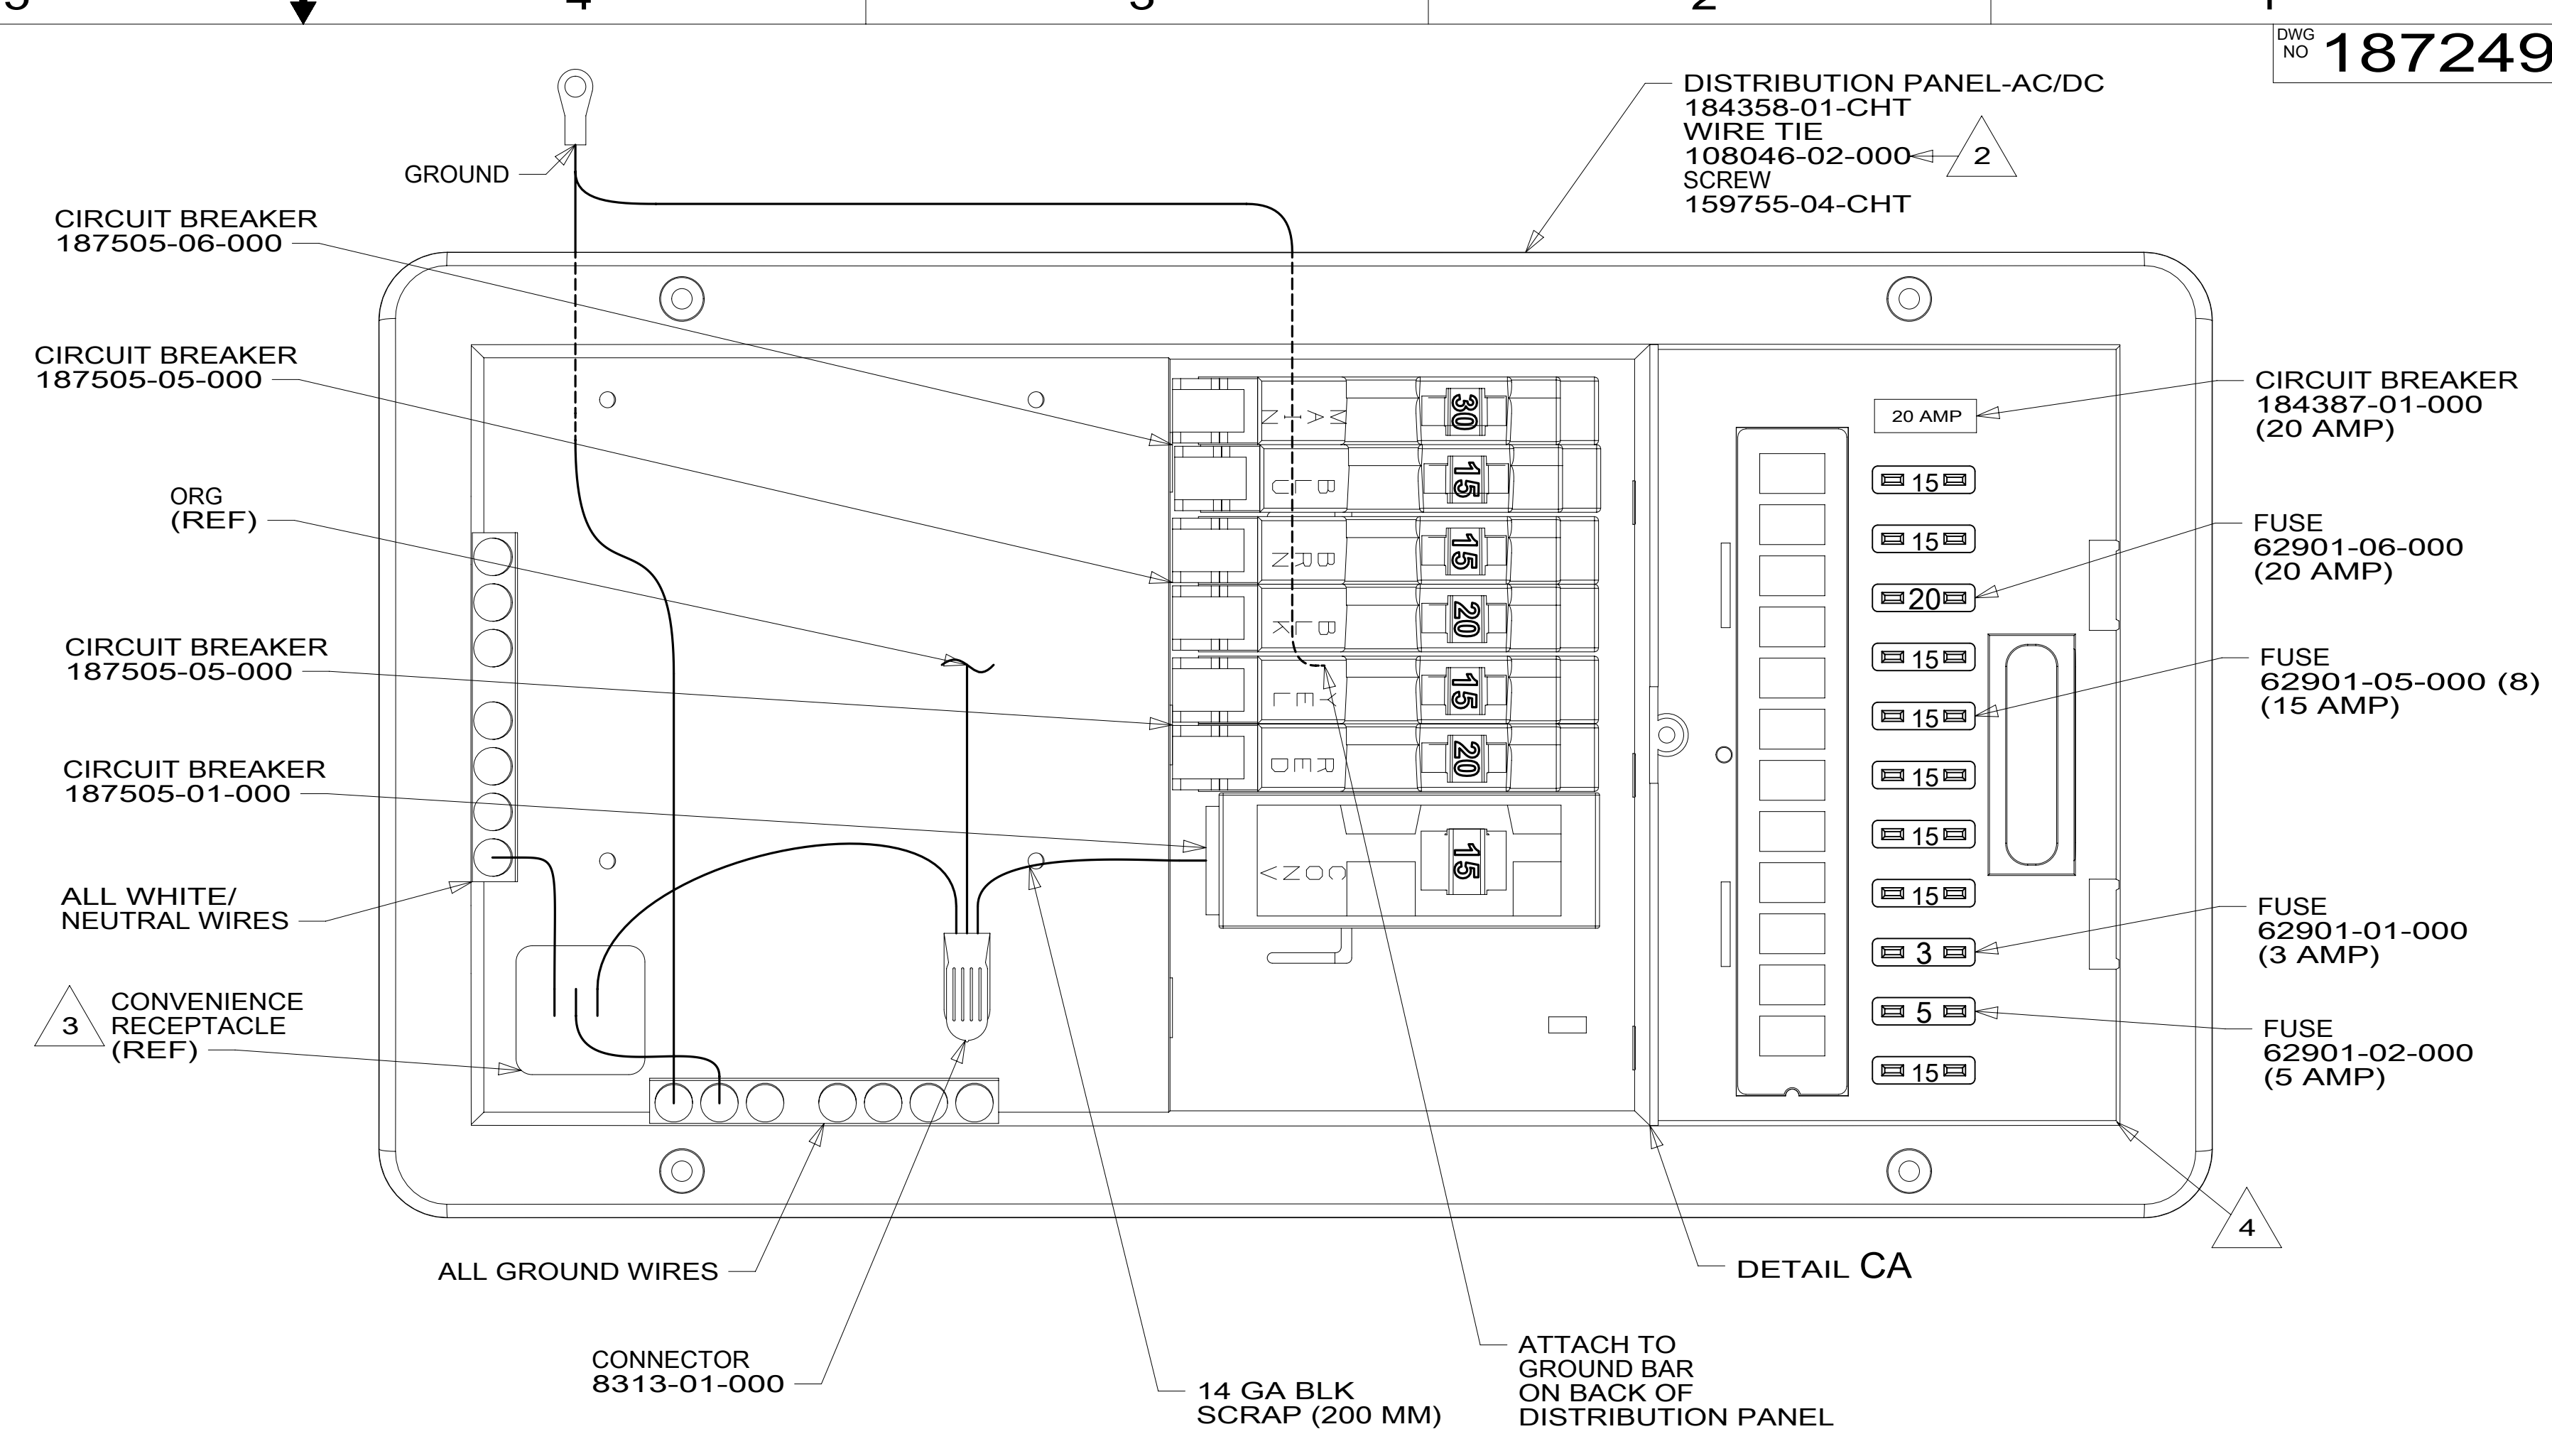 DWG
NO 187249
DISTRIBUTION PANEL-AC/DC
184358-01-CHT
WIRE TIE
108046-02-000
2
SCREW
159755-04-CHT
GROUND
CIRCUIT BREAKER
187505-06-000
CIRCUIT BREAKER
187505-05-000
ORG
(REF)
CIRCUIT BREAKER
187505-05-000
CIRCUIT BREAKER
187505-01-000
ALL WHITE/
NEUTRAL WIRES
3
CONVENIENCE
RECEPTACLE
(REF)
MAIN
30
BLU
15
BRN
15
BLK
20
YEL
15
RED
20
CONV
15
20 AMP
15
15
20
15
15
15
15
15
3
5
15
CIRCUIT BREAKER
184387-01-000
(20 AMP)
FUSE
62901-06-000
(20 AMP)
FUSE
62901-05-000 (8)
(15 AMP)
FUSE
62901-01-000
(3 AMP)
FUSE
62901-02-000
(5 AMP)
4
ALL GROUND WIRES
DETAIL CA
CONNECTOR
8313-01-000
14 GA BLK
SCRAP (200 MM)
ATTACH TO
GROUND BAR
ON BACK OF
DISTRIBUTION PANEL